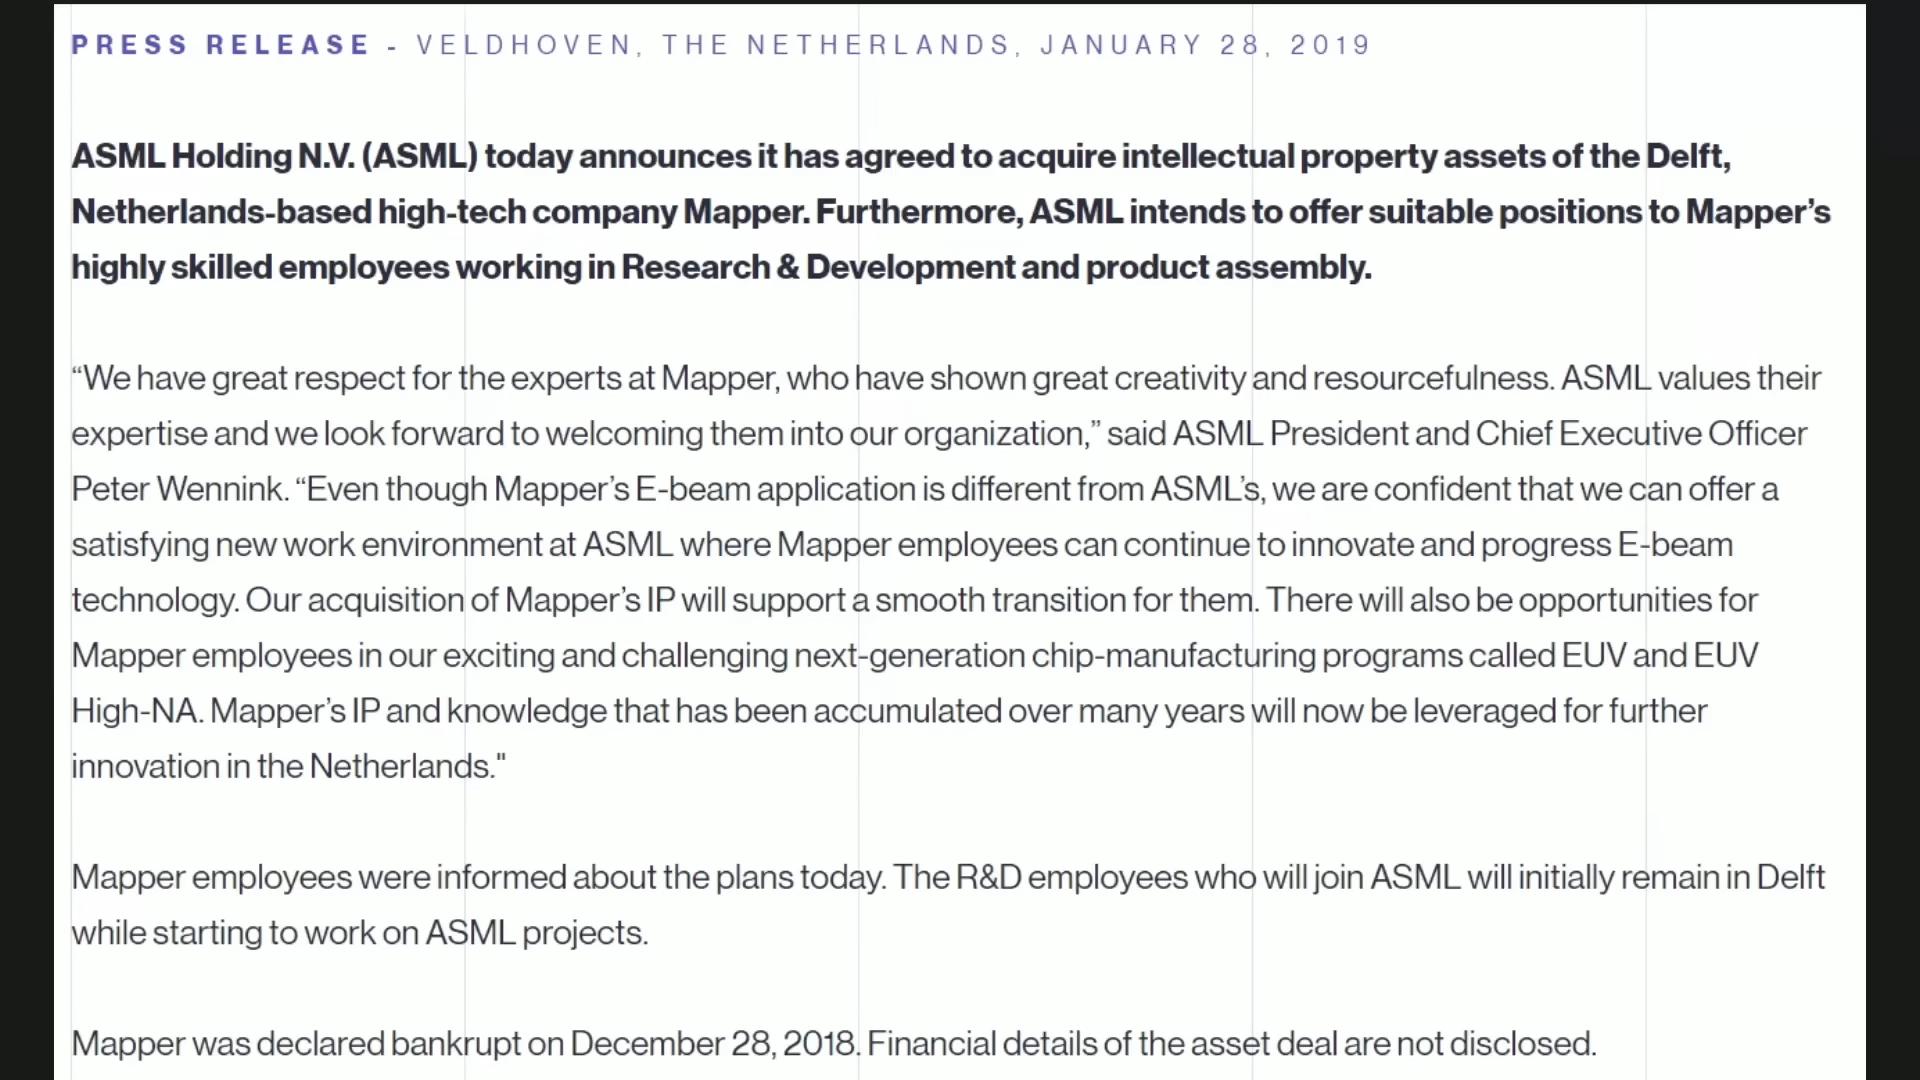 PRESS RELEASE - VELDHOVEN, THE NETHERLANDS, JANUARY 28, 2019
ASML Holding N.V. (ASML) today announces it has agreed to acquire intellectual property assets of the Delft,
Netherlands-based high-tech company Mapper. Furthermore, ASML intends to offer suitable positions to Mapper’s
highly skilled employees working in Research & Development and product assembly.
“We have great respect for the experts at Mapper, who have shown great creativity and resourcefulness. ASML values their
expertise and we look forward to welcoming them into our organization,” said ASML President and Chief Executive Officer
Peter Wennink. “Even though Mapper’s E-beam application is different from ASML’s, we are confident that we can offer a
satisfying new work environment at ASML where Mapper employees can continue to innovate and progress E-beam
technology. Our acquisition of Mapper’s IP will support a smooth transition for them. There will also be opportunities for
Mapper employees in our exciting and challenging next-generation chip-manufacturing programs called EUV and EUV
High-NA. Mapper’s IP and knowledge that has been accumulated over many years will now be leveraged for further
innovation in the Netherlands."
Mapper employees were informed about the plans today. The R&D employees who will join ASML will initially remain in Delft
while starting to work on ASML projects.
Mapper was declared bankrupt on December 28, 2018. Financial details of the asset deal are not disclosed.